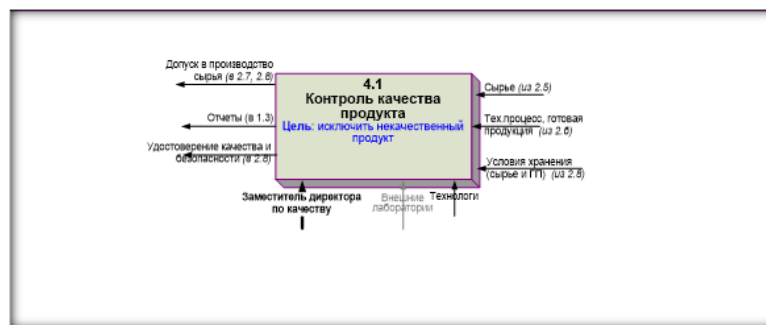 Допуск в производство
сырья (в 2.7, 2.8)
Отчеты (в 1.3)
Удостоверение качества и
безопасности (в 2.8)
4.1
Контроль качества
продукта
Цель: исключить некачественный
продукт
Сырье (из 2.5)
Тех.процесс, готовая
продукция (из 2.6)
Условия хранения
(сырье и ГП) (из 2.8)
Заместитель директора
по качеству
Внешние
лаборатории
Технологи